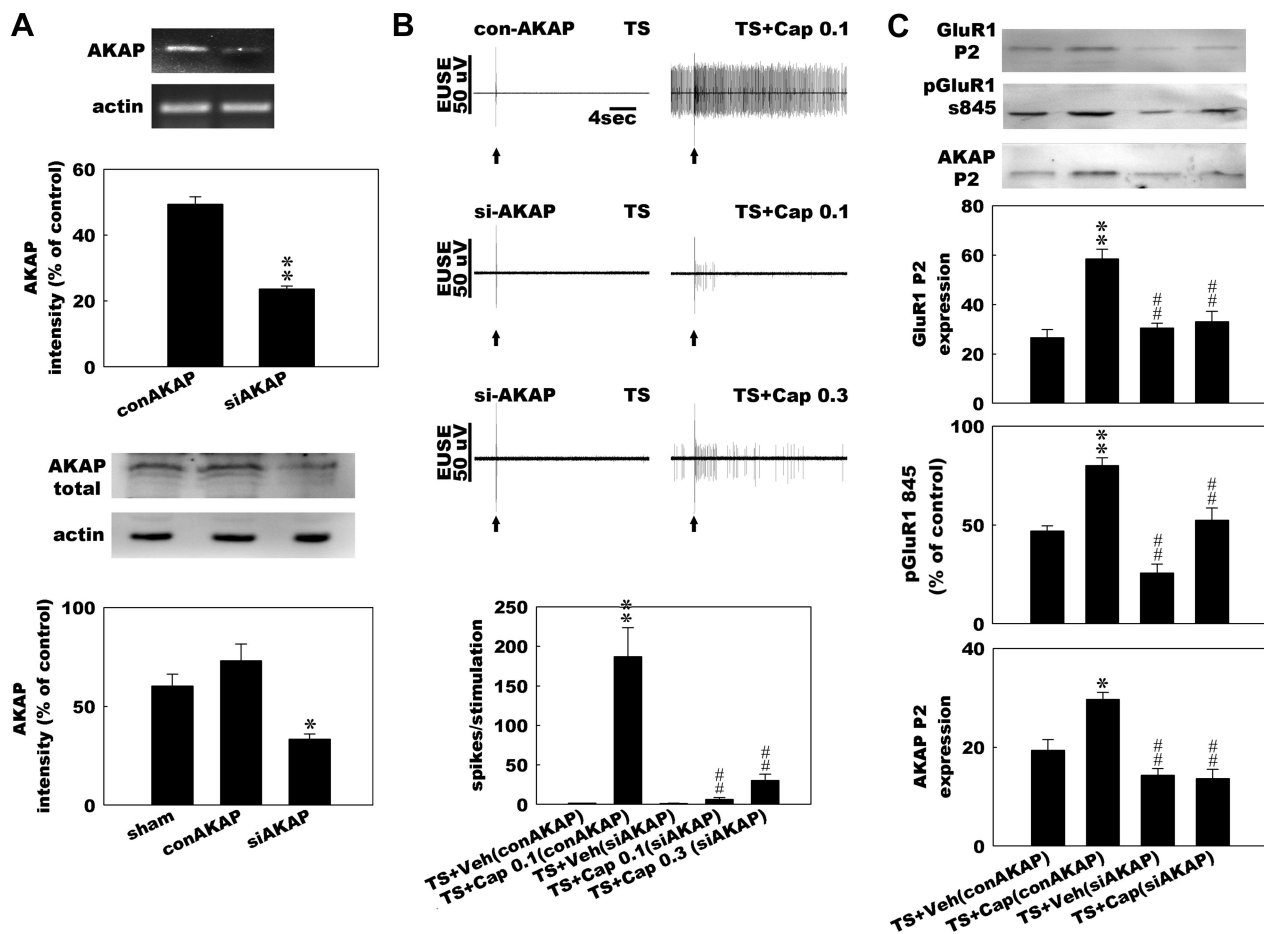 A
AKAP
actin
AKAP
intensity (% of control)
60
40
20
0
**
conAKAP
siAKAP
AKAP
total
actin
AKAP
intensity (% of control)
100
50
0
*
sham
conAKAP
siAKAP
B
con-AKAP
TS
TS+Cap 0.1
EUSE
50 uV
4sec
si-AKAP
TS
TS+Cap 0.1
EUSE
50 uV
si-AKAP
TS
TS+Cap 0.3
EUSE
50 uV
spikes/stimulation
250
200
150
100
50
0
**
##
##
TS+Veh(conAKAP)
TS+Cap 0.1(conAKAP)
TS+Veh(siAKAP)
TS+Cap 0.1(siAKAP)
TS+Cap 0.3 (siAKAP)
C
GluR1
P2
pGluR1
s845
AKAP
P2
GluR1 P2
expression
80
60
40
20
0
**
##
##
pGluR1 845
(% of control)
100
50
0
**
##
##
AKAP P2
expression
40
20
0
*
##
##
TS+Veh(conAKAP)
TS+Cap(conAKAP)
TS+Veh(siAKAP)
TS+Cap(siAKAP)